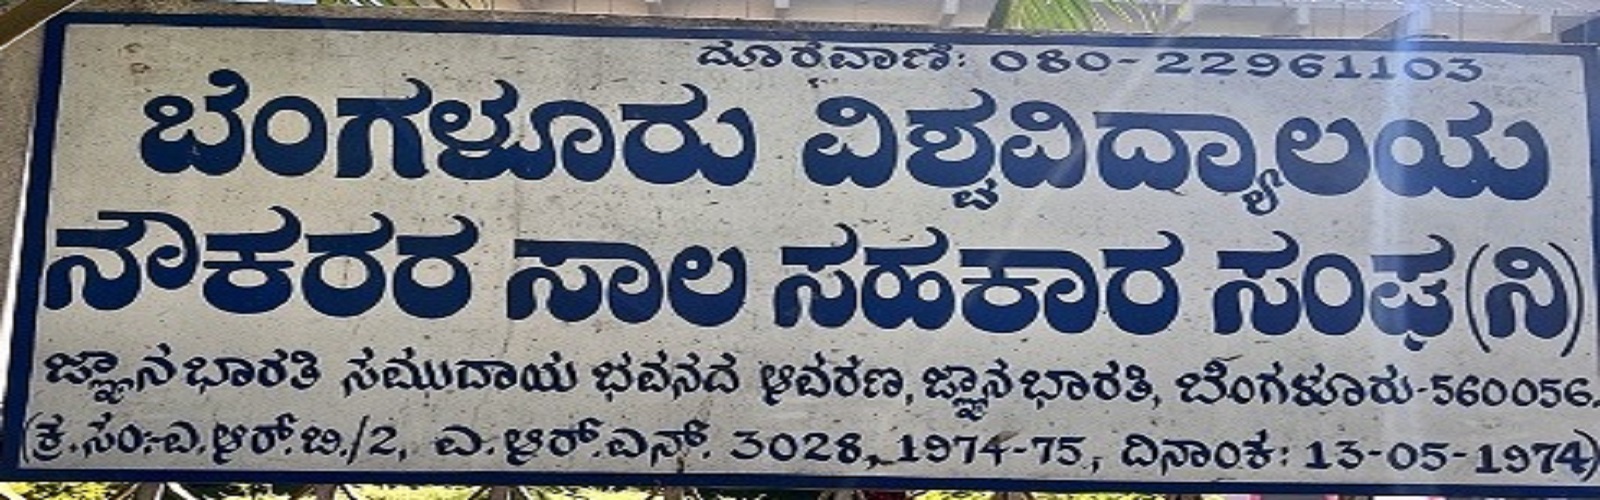 ದೂರವಾಣಿ: 080-22961103
ಬೆಂಗಳೂರು ವಿಶ್ವವಿದ್ಯಾಲಯ
ನೌಕರರ ಸಾಲ ಸಹಕಾರ ಸಂಘ(ನಿ)
ಜ್ಞಾನಭಾರತಿ ಸಮುದಾಯ ಭವನದ ಆವರಣ, ಜ್ಞಾನಭಾರತಿ, ಬೆಂಗಳೂರು-560056.
(ಕ್ರ.ಸಂ:-ಎ.ಆರ್.ಬಿ./2, ಎ.ಆರ್.ಎನ್. 3028, 1974-75, ದಿನಾಂಕ: 13-05-1974)